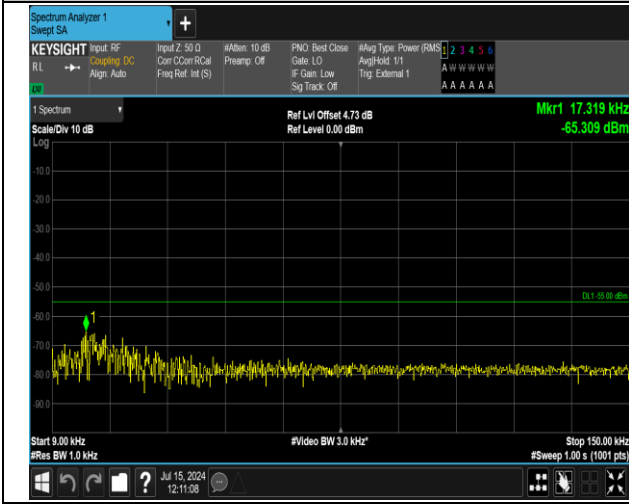 Spectrum Analyzer 1
Swept SA
+
KEYSIGHT
RL
LXI
Input: RF
Coupling: DC
Align: Auto
Input Z: 50 Ω
Corr CCorr RCal
Freq Ref: Int (S)
#Atten: 10 dB
Preamp: Off
PNO: Best Close
Gate: LO
IF Gain: Low
Sig Track: Off
#Avg Type: Power (RMS
Avg|Hold: 1/1
Trig: External 1
1 2 3 4 5 6
A W W W W W
A A A A A A
1 Spectrum
Scale/Div 10 dB
Log
Ref Lvl Offset 4.73 dB
Ref Level 0.00 dBm
Mkr1 17.319 kHz
-65.309 dBm
-10.0
-20.0
-30.0
-40.0
-50.0
DL1 -55.00 dBm
-60.0
1
-70.0
-80.0
-90.0
Start 9.00 kHz
#Res BW 1.0 kHz
#Video BW 3.0 kHz*
Stop 150.00 kHz
#Sweep 1.00 s (1001 pts)
?
Jul 15, 2024
12:11:08